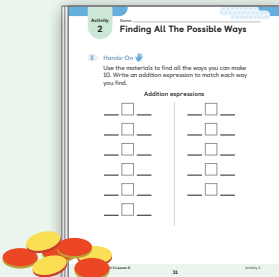 Activity
2
Name
Finding All The Possible Ways
3 Hands-On
Use the materials to find all the ways you can make
10. Write an addition expression to match each way
you find.
Addition expressions
Lesson 6
31
Activity 2